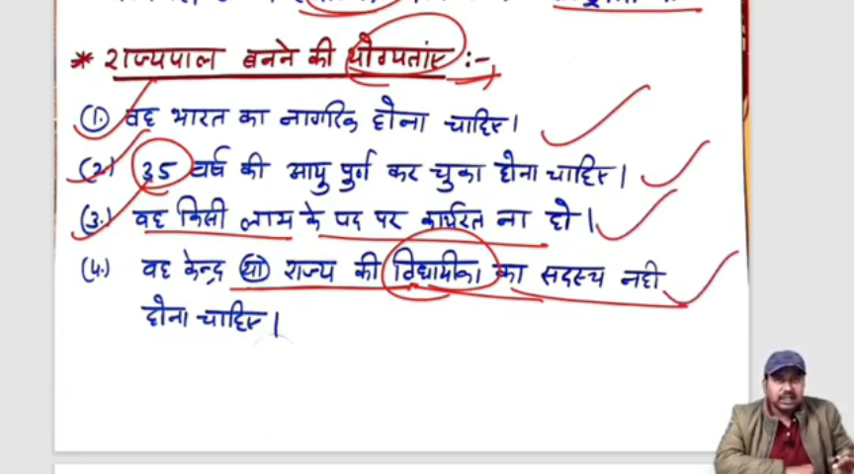 * राज्यपाल बनने की योग्यतांए :-
(1.) वह भारत का नागरिक होना चाहिए।
(2.) 35 वर्ष की आयु पुर्ण कर चुका होना चाहिए।
(3.) वह किसी लाभ के पद पर कार्यरत ना हो।
(4.) वह केन्द्र या राज्य की विधायीका का सदस्य नही
होना चाहिए।